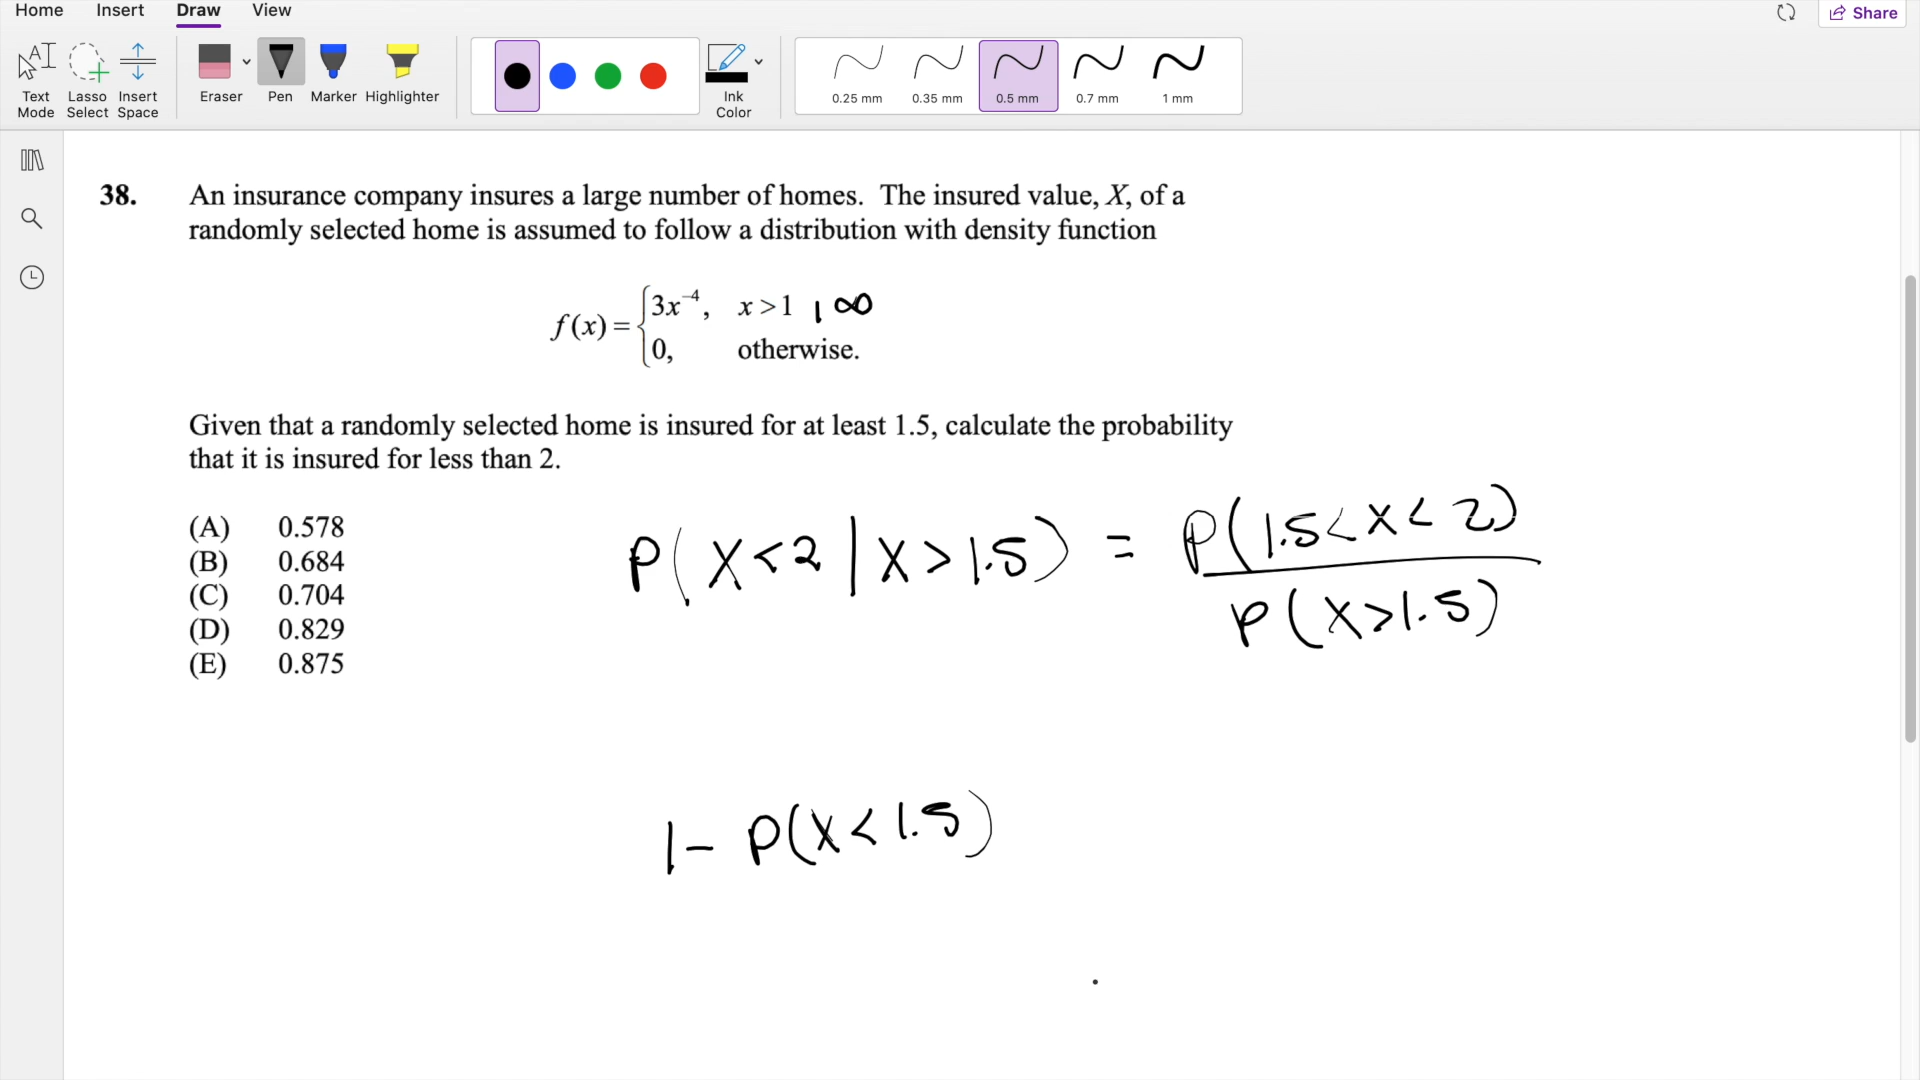 Home Insert Draw View Share
Text Mode Lasso Select Insert Space Eraser Pen Marker Highlighter Ink Color 0.25 mm 0.35 mm 0.5 mm 0.7 mm 1 mm
38. An insurance company insures a large number of homes. The insured value, X, of a
randomly selected home is assumed to follow a distribution with density function
f(x) = { 3x⁻⁴, x > 1 , ∞
0, otherwise.
Given that a randomly selected home is insured for at least 1.5, calculate the probability
that it is insured for less than 2.
(A) 0.578
(B) 0.684
(C) 0.704
(D) 0.829
(E) 0.875
P(X<2|X>1.5) = P(1.5<X<2)
P(X>1.5)
1- P(X<1.5)